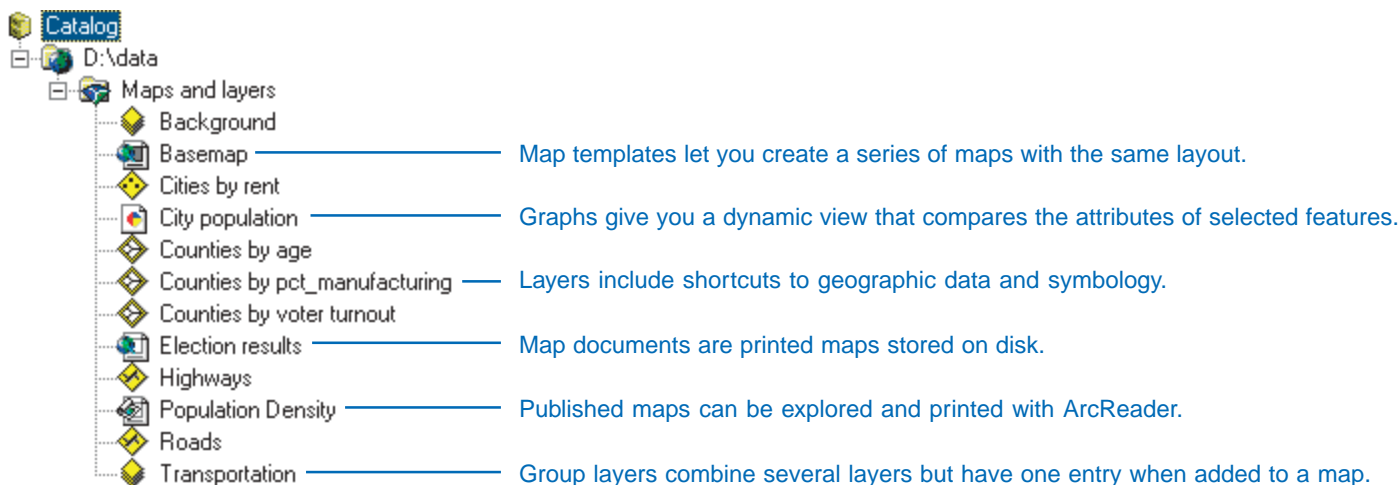 Catalog
D:\data
Maps and layers
Background
Basemap Map templates let you create a series of maps with the same layout.
Cities by rent
City population Graphs give you a dynamic view that compares the attributes of selected features.
Counties by age
Counties by pct_manufacturing Layers include shortcuts to geographic data and symbology.
Counties by voter turnout
Election results Map documents are printed maps stored on disk.
Highways
Population Density Published maps can be explored and printed with ArcReader.
Roads
Transportation Group layers combine several layers but have one entry when added to a map.